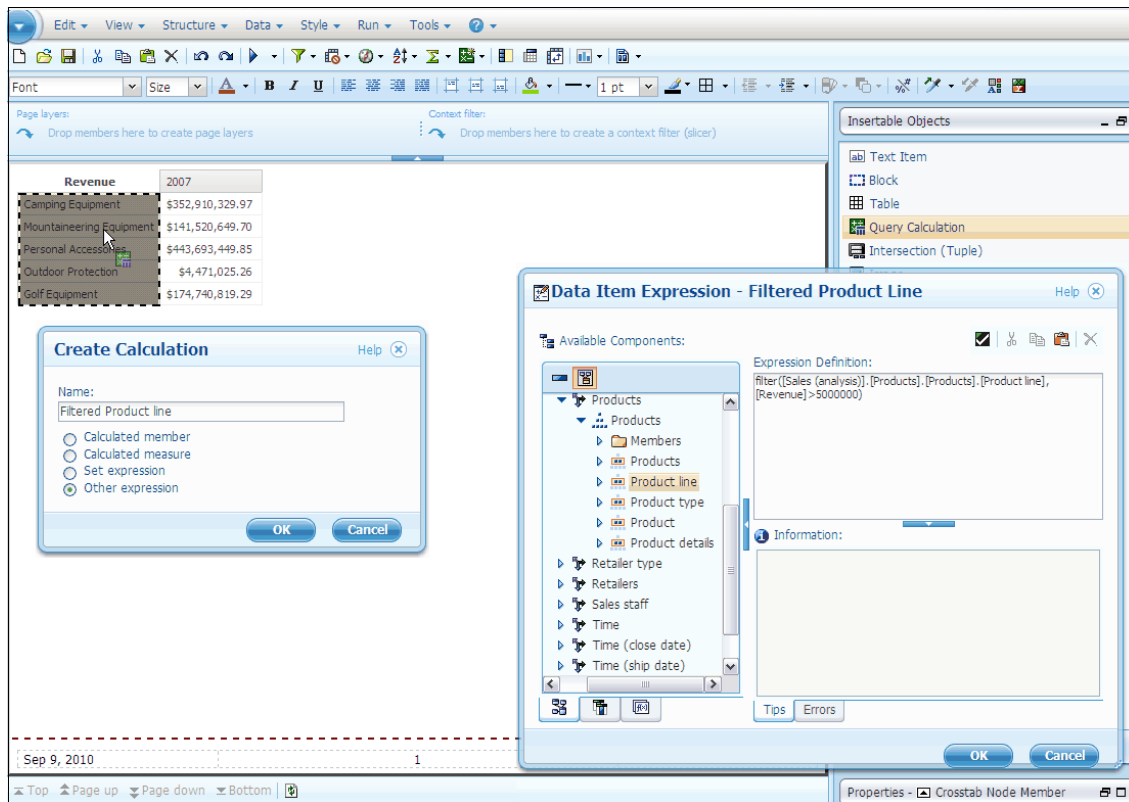 Edit View Structure Data Style Run Tools
Font Size A B I U 1 pt
Page layers:
Drop members here to create page layers
Context filter:
Drop members here to create a context filter (slicer)
Insertable Objects
ab Text Item
Block
Table
Query Calculation
Intersection (Tuple)
Revenue 2007
Camping Equipment $352,910,329.97
Mountaineering Equipment $141,520,649.70
Personal Accessories $443,693,449.85
Outdoor Protection $4,471,025.26
Golf Equipment $174,740,819.29
Create Calculation
Help
Name:
Filtered Product line
Calculated member
Calculated measure
Set expression
Other expression
OK Cancel
Data Item Expression - Filtered Product Line
Help
Available Components:
Products
Products
Members
Products
Product line
Product type
Product
Product details
Retailer type
Retailers
Sales staff
Time
Time (close date)
Time (ship date)
Expression Definition:
filter([Sales (analysis)].[Products].[Products].[Product line],
[Revenue]>5000000)
Information:
Tips Errors
OK Cancel
Sep 9, 2010 1
Top Page up Page down Bottom
Properties - Crosstab Node Member